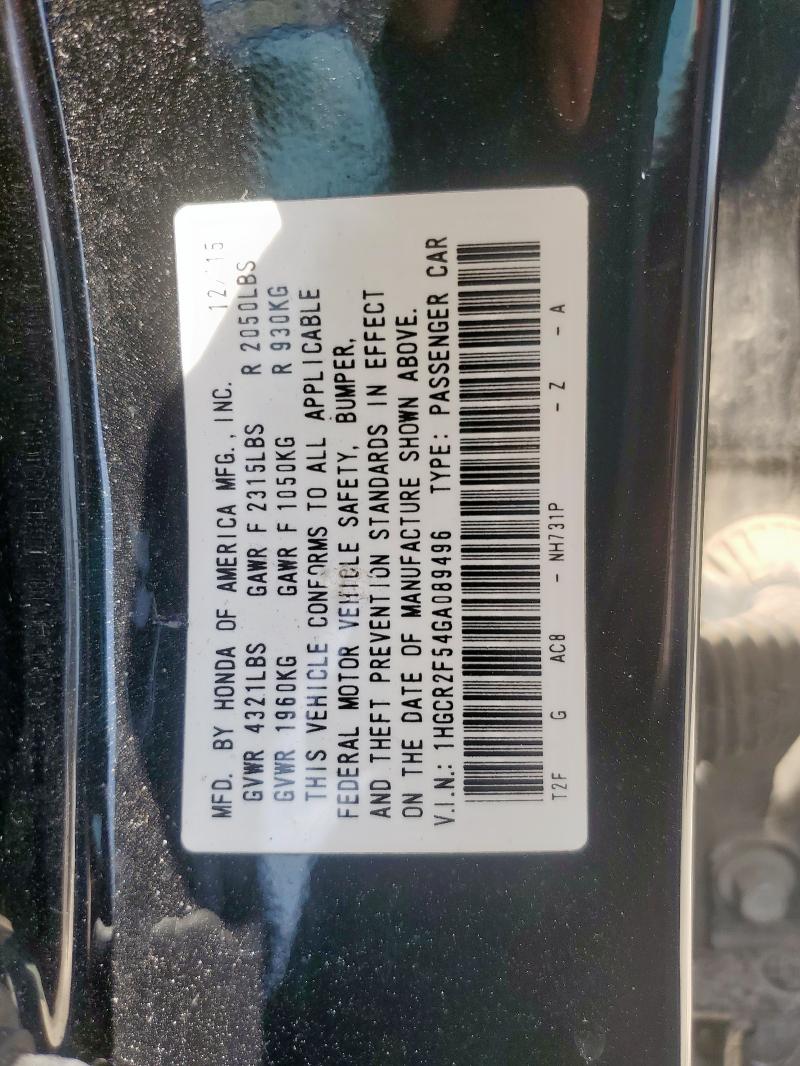 MFD. BY HONDA OF AMERICA MFG., INC. 12/15
GVWR 4321LBS GAWR F 2315LBS R 2050LBS
GVWR 1960KG GAWR F 1050KG R 930KG
THIS VEHICLE CONFORMS TO ALL APPLICABLE
FEDERAL MOTOR VEHICLE SAFETY, BUMPER,
AND THEFT PREVENTION STANDARDS IN EFFECT
ON THE DATE OF MANUFACTURE SHOWN ABOVE.
V.I.N.: 1HGCR2F54GA089496 TYPE: PASSENGER CAR
T2F G AC8 - NH731P - Z - A